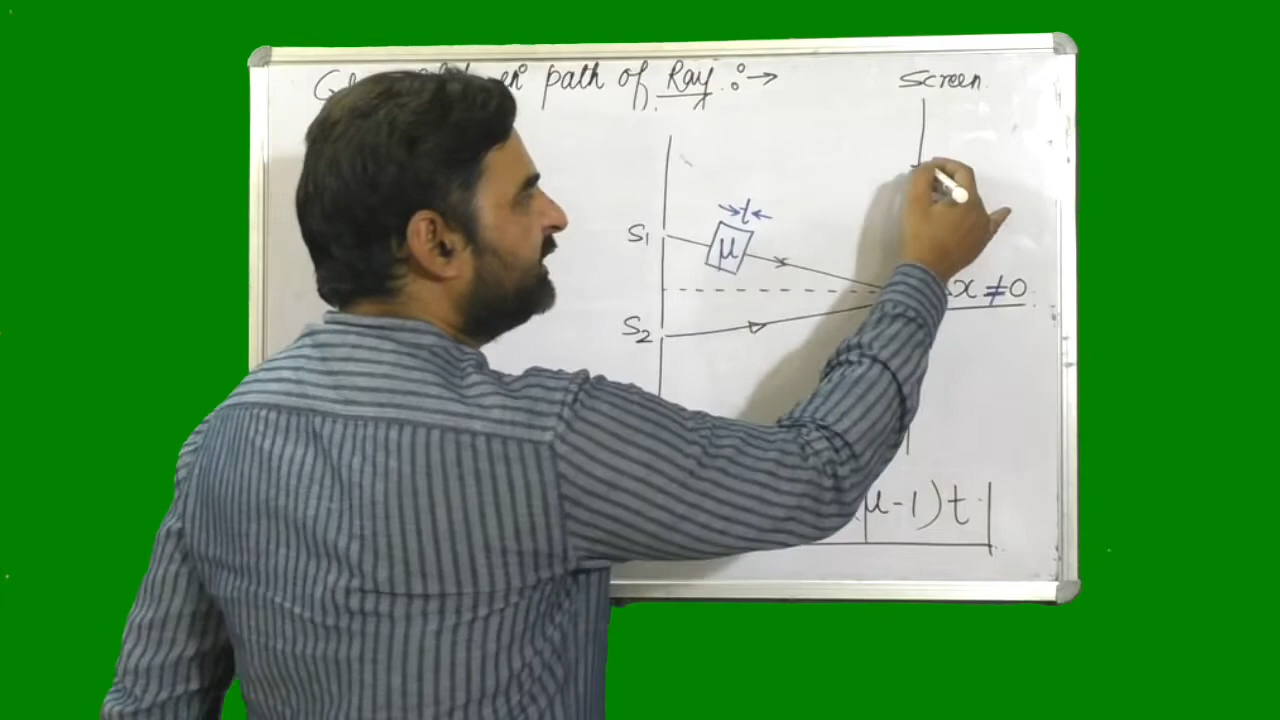 path of Ray :→
Screen
t
S1
μ
x ≠ 0
S2
μ-1)t